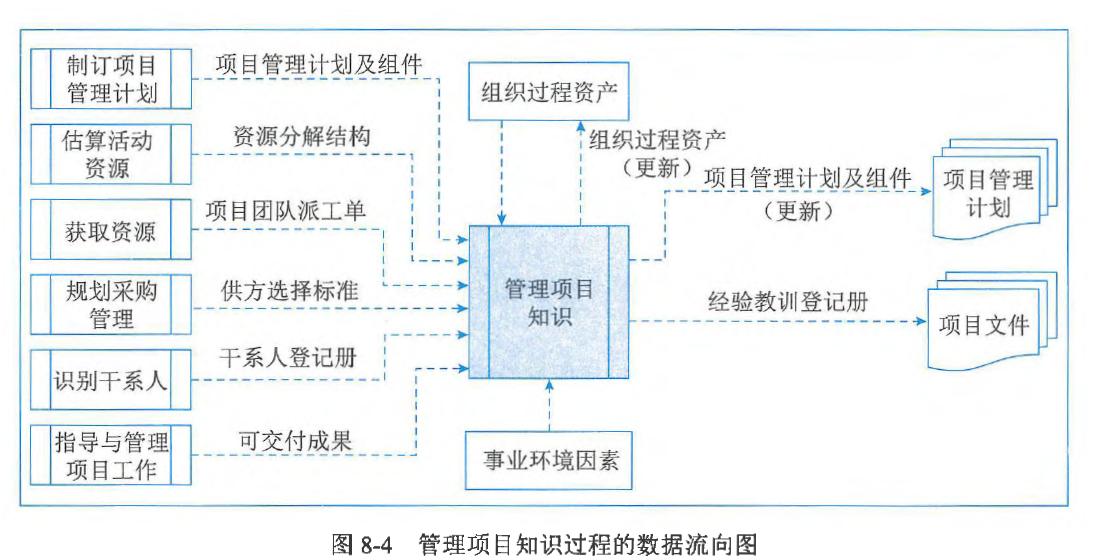 制订项目
管理计划
项目管理计划及组件
估算活动
资源
资源分解结构
获取资源
项目团队派工单
规划采购
管理
供方选择标准
识别干系人
干系人登记册
指导与管理
项目工作
可交付成果
组织过程资产
组织过程资产
（更新）
管理项目
知识
事业环境因素
项目管理计划及组件
（更新）
项目管理
计划
经验教训登记册
项目文件
图 8-4 管理项目知识过程的数据流向图